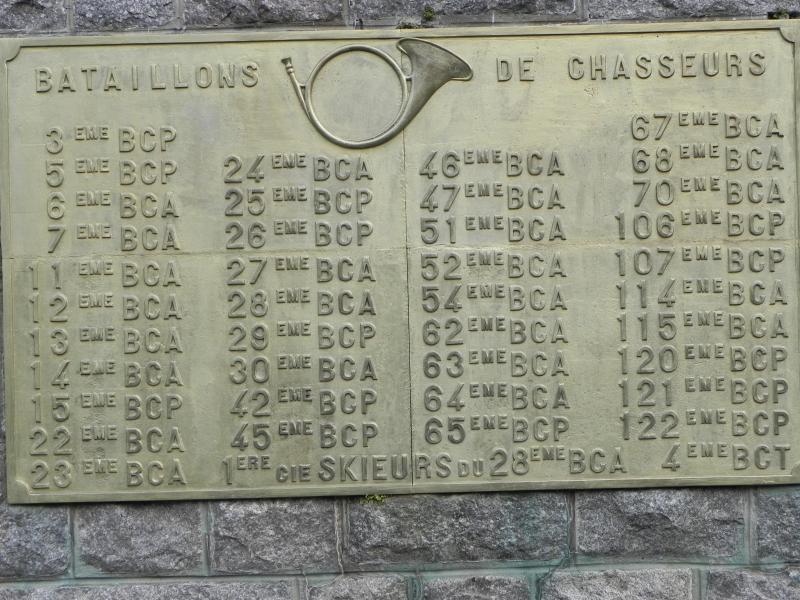 BATAILLONS DE CHASSEURS
3EME BCP
5EME BCP
6EME BCA
7EME BCA
11EME BCA
12EME BCA
13EME BCA
14EME BCA
15EME BCP
22EME BCA
23EME BCA
24EME BCA
25EME BCP
26EME BCP
27EME BCA
28EME BCA
29EME BCP
30EME BCA
42EME BCP
45EME BCP
46EME BCA
47EME BCA
51EME BCA
52EME BCA
54EME BCA
62EME BCA
63EME BCA
64EME BCA
65EME BCP
67EME BCA
68EME BCA
70EME BCA
106EME BCP
107EME BCP
114EME BCA
115EME BCA
120EME BCP
121EME BCP
122EME BCP
1ERE CIE SKIEURS DU 28EME BCA
4EME BCT